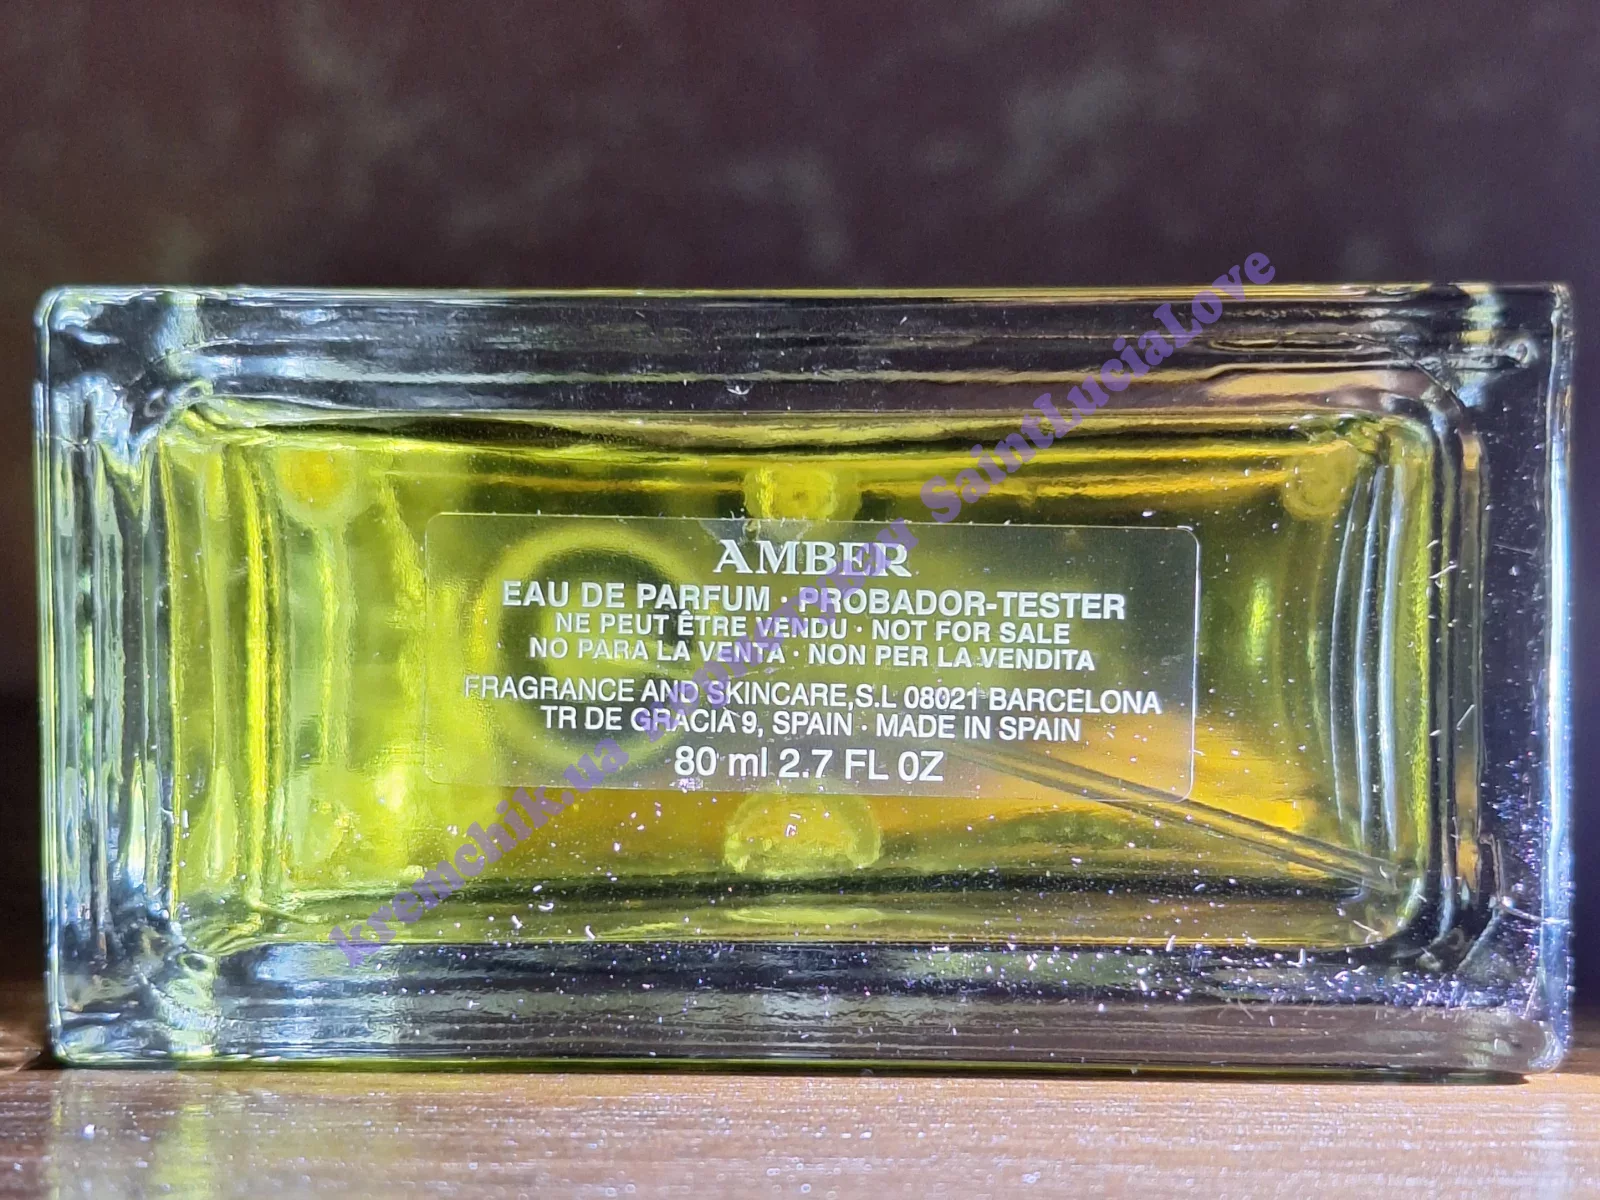 AMBER
EAU DE PARFUM · PROBADOR-TESTER
NE PEUT ÊTRE VENDU · NOT FOR SALE
NO PARA LA VENTA · NON PER LA VENDITA
FRAGRANCE AND SKINCARE,S.L 08021 BARCELONA
TR DE GRACIA 9, SPAIN · MADE IN SPAIN
80 ml 2.7 FL OZ
kremchik.ua SaintLuciaLove